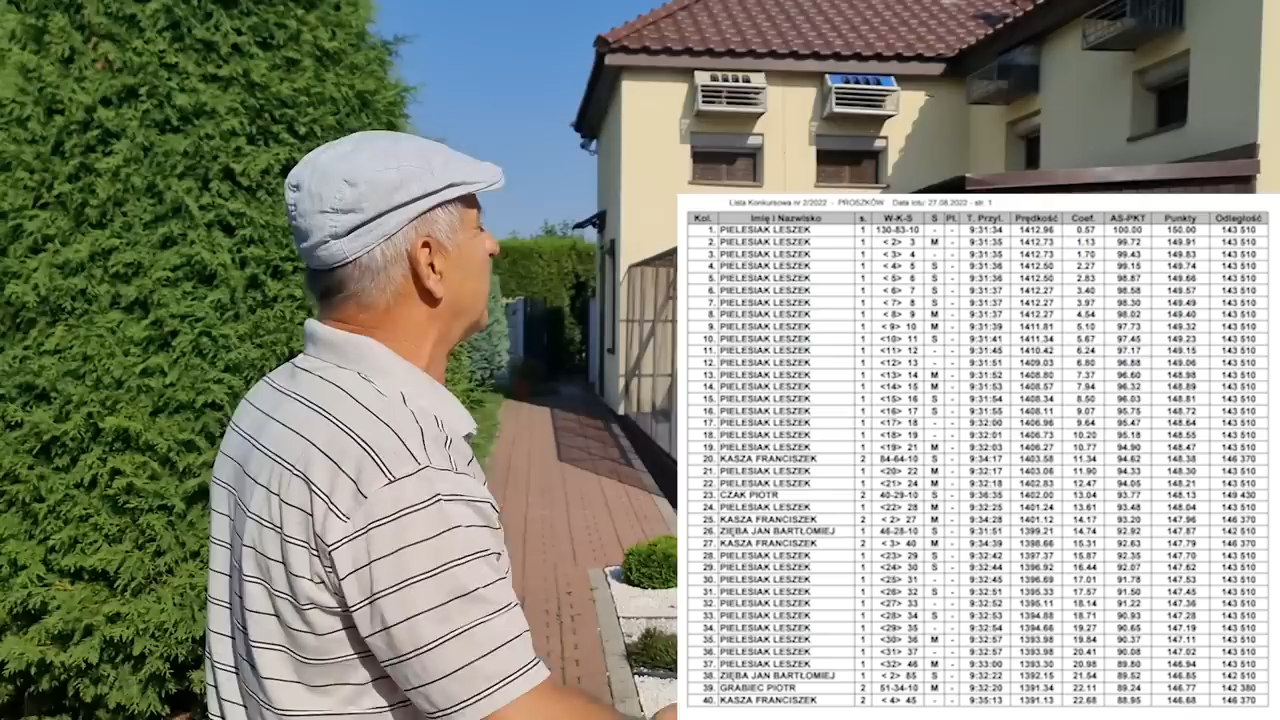 Lista Konkursowa nr 2/2022 - PROSZKÓW Data lotu: 27.08.2022 - str. 1
Kol. Imię i Nazwisko s. W-K-S S Pl. T. Przyl. Prędkość Coef. AS-PKT Punkty Odległość
1. PIELESIAK LESZEK 1 130-83-10 - - 9:31:34 1412.96 0.57 100.00 150.00 143 510
2. PIELESIAK LESZEK 1 < 2> 3 M - 9:31:35 1412.73 1.13 99.72 149.91 143 510
3. PIELESIAK LESZEK 1 < 3> 4 - - 9:31:35 1412.73 1.70 99.43 149.83 143 510
4. PIELESIAK LESZEK 1 < 4> 5 S - 9:31:36 1412.50 2.27 99.15 149.74 143 510
5. PIELESIAK LESZEK 1 < 5> 6 S - 9:31:36 1412.50 2.83 98.87 149.66 143 510
6. PIELESIAK LESZEK 1 < 6> 7 S - 9:31:37 1412.27 3.40 98.58 149.57 143 510
7. PIELESIAK LESZEK 1 < 7> 8 S - 9:31:37 1412.27 3.97 98.30 149.49 143 510
8. PIELESIAK LESZEK 1 < 8> 9 M - 9:31:37 1412.27 4.54 98.02 149.40 143 510
9. PIELESIAK LESZEK 1 < 9> 10 M - 9:31:39 1411.81 5.10 97.73 149.32 143 510
10. PIELESIAK LESZEK 1 <10> 11 S - 9:31:41 1411.34 5.67 97.45 149.23 143 510
11. PIELESIAK LESZEK 1 <11> 12 - - 9:31:45 1410.42 6.24 97.17 149.15 143 510
12. PIELESIAK LESZEK 1 <12> 13 - - 9:31:51 1409.03 6.80 96.88 149.06 143 510
13. PIELESIAK LESZEK 1 <13> 14 M - 9:31:52 1408.80 7.37 96.60 148.98 143 510
14. PIELESIAK LESZEK 1 <14> 15 M - 9:31:53 1408.57 7.94 96.32 148.89 143 510
15. PIELESIAK LESZEK 1 <15> 16 S - 9:31:54 1408.34 8.50 96.03 148.81 143 510
16. PIELESIAK LESZEK 1 <16> 17 S - 9:31:55 1408.11 9.07 95.75 148.72 143 510
17. PIELESIAK LESZEK 1 <17> 18 - - 9:32:00 1406.96 9.64 95.47 148.64 143 510
18. PIELESIAK LESZEK 1 <18> 19 - - 9:32:01 1406.73 10.20 95.18 148.55 143 510
19. PIELESIAK LESZEK 1 <19> 21 M - 9:32:03 1406.27 10.77 94.90 148.47 143 510
20. KASZA FRANCISZEK 2 84-64-10 S - 9:34:17 1403.58 11.34 94.62 148.38 146 370
21. PIELESIAK LESZEK 1 <20> 22 M - 9:32:17 1403.06 11.90 94.33 148.30 143 510
22. PIELESIAK LESZEK 1 <21> 24 M - 9:32:18 1402.83 12.47 94.05 148.21 143 510
23. CZAK PIOTR 2 40-29-10 S - 9:36:35 1402.00 13.04 93.77 148.13 149 430
24. PIELESIAK LESZEK 1 <22> 28 M - 9:32:25 1401.24 13.61 93.48 148.04 143 510
25. KASZA FRANCISZEK 2 < 2> 27 M - 9:34:28 1401.12 14.17 93.20 147.96 146 370
26. ZIĘBA JAN BARTŁOMIEJ 1 46-28-10 S - 9:31:51 1399.21 14.74 92.92 147.87 142 510
27. KASZA FRANCISZEK 2 < 3> 40 M - 9:34:39 1398.66 15.31 92.63 147.79 146 370
28. PIELESIAK LESZEK 1 <23> 29 S - 9:32:42 1397.37 15.87 92.35 147.70 143 510
29. PIELESIAK LESZEK 1 <24> 30 S - 9:32:44 1396.92 16.44 92.07 147.62 143 510
30. PIELESIAK LESZEK 1 <25> 31 - - 9:32:45 1396.69 17.01 91.78 147.53 143 510
31. PIELESIAK LESZEK 1 <26> 32 S - 9:32:51 1395.33 17.57 91.50 147.45 143 510
32. PIELESIAK LESZEK 1 <27> 33 - - 9:32:52 1395.11 18.14 91.22 147.36 143 510
33. PIELESIAK LESZEK 1 <28> 34 S - 9:32:53 1394.88 18.71 90.93 147.28 143 510
34. PIELESIAK LESZEK 1 <29> 35 - - 9:32:54 1394.66 19.27 90.65 147.19 143 510
35. PIELESIAK LESZEK 1 <30> 36 M - 9:32:57 1393.98 19.84 90.37 147.11 143 510
36. PIELESIAK LESZEK 1 <31> 37 - - 9:32:57 1393.98 20.41 90.08 147.02 143 510
37. PIELESIAK LESZEK 1 <32> 46 M - 9:33:00 1393.30 20.98 89.80 146.94 143 510
38. ZIĘBA JAN BARTŁOMIEJ 1 < 2> 85 S - 9:32:22 1392.15 21.54 89.52 146.85 142 510
39. GRABIEC PIOTR 2 51-34-10 M - 9:32:20 1391.34 22.11 89.24 146.77 142 380
40. KASZA FRANCISZEK 2 < 4> 45 - - 9:35:13 1391.13 22.68 88.95 146.68 146 370